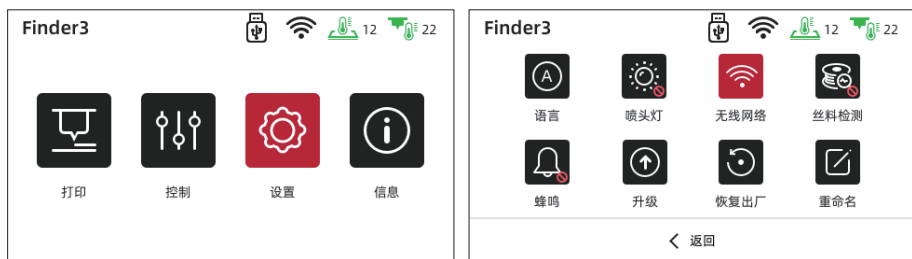 Finder3 12 22
打印 控制 设置 信息
Finder3 12 22
A
语言 喷头灯 无线网络 丝料检测
蜂鸣 升级 恢复出厂 重命名
返回